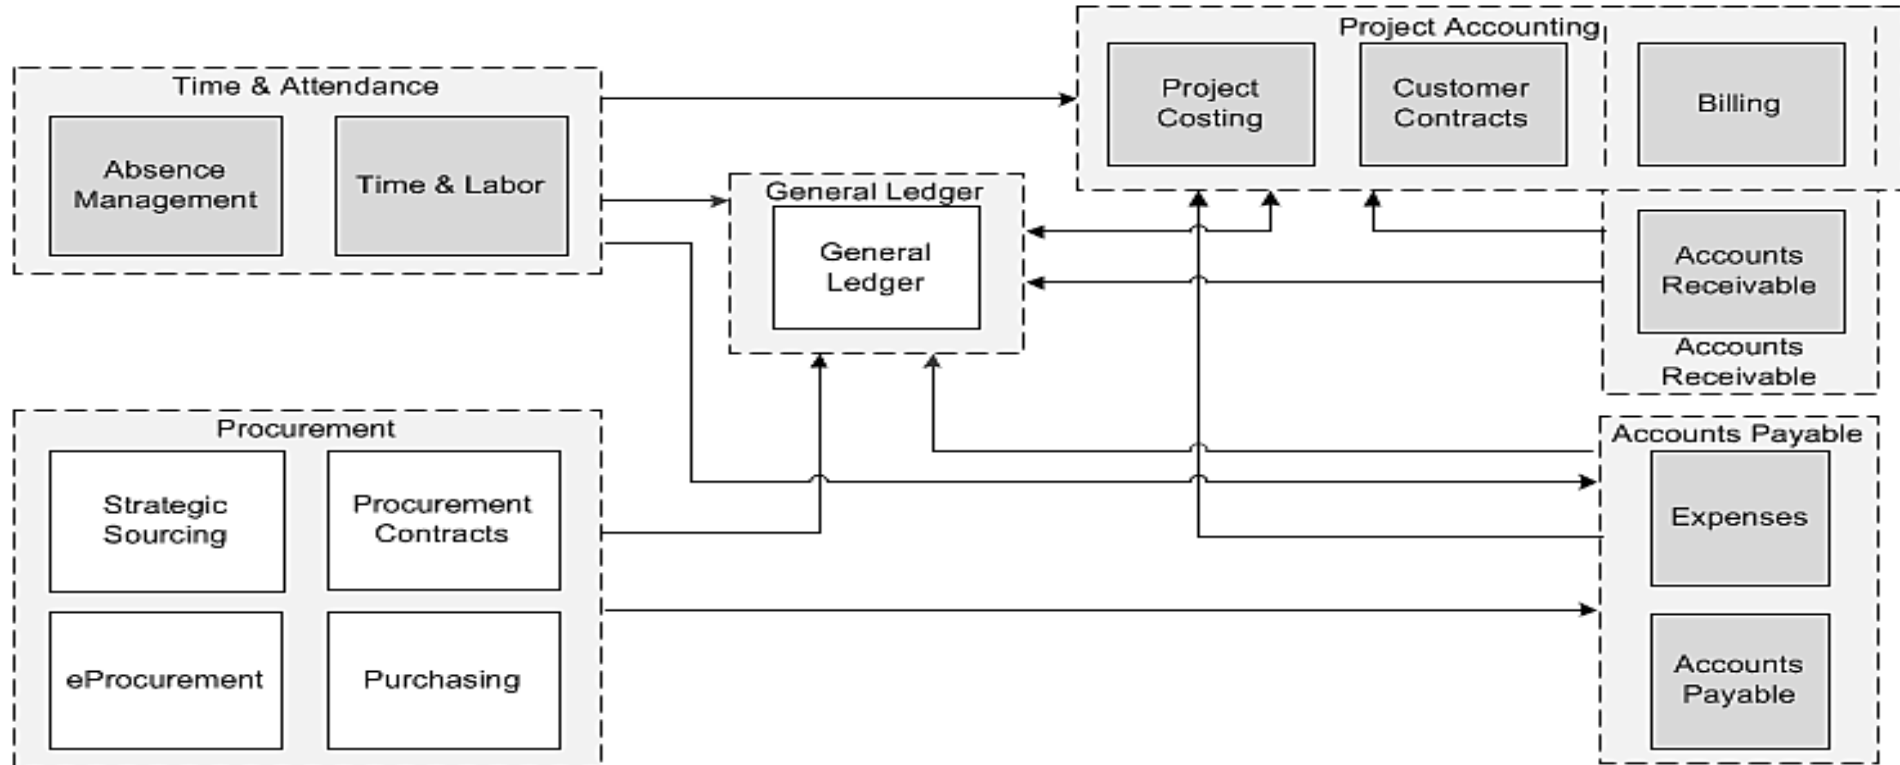 Time & Attendance
Absence
Management
Time & Labor
General Ledger
General
Ledger
Project Accounting
Project
Costing
Customer
Contracts
Billing
Accounts
Receivable
Accounts
Receivable
Procurement
Strategic
Sourcing
Procurement
Contracts
eProcurement
Purchasing
Accounts Payable
Expenses
Accounts
Payable